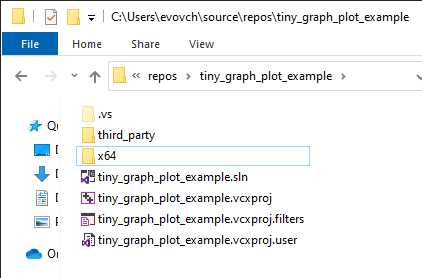 C:\Users\evovch\source\repos\tiny_graph_plot_example
File Home Share View
« repos › tiny_graph_plot_example ›
.vs
third_party
x64
tiny_graph_plot_example.sln
tiny_graph_plot_example.vcxproj
tiny_graph_plot_example.vcxproj.filters
tiny_graph_plot_example.vcxproj.user